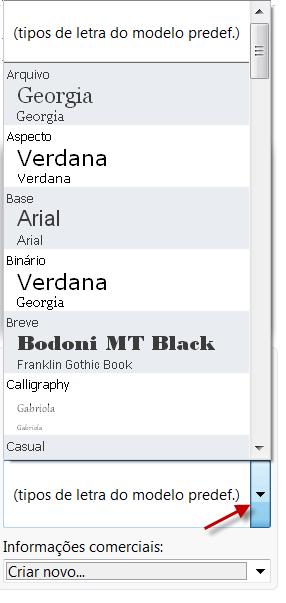 (tipos de letra do modelo predef.)
Arquivo
Georgia
Georgia
Aspecto
Verdana
Verdana
Base
Arial
Arial
Binário
Verdana
Georgia
Breve
Bodoni MT Black
Franklin Gothic Book
Calligraphy
Gabriola
Gabriola
Casual
(tipos de letra do modelo predef.)
Informações comerciais:
Criar novo...